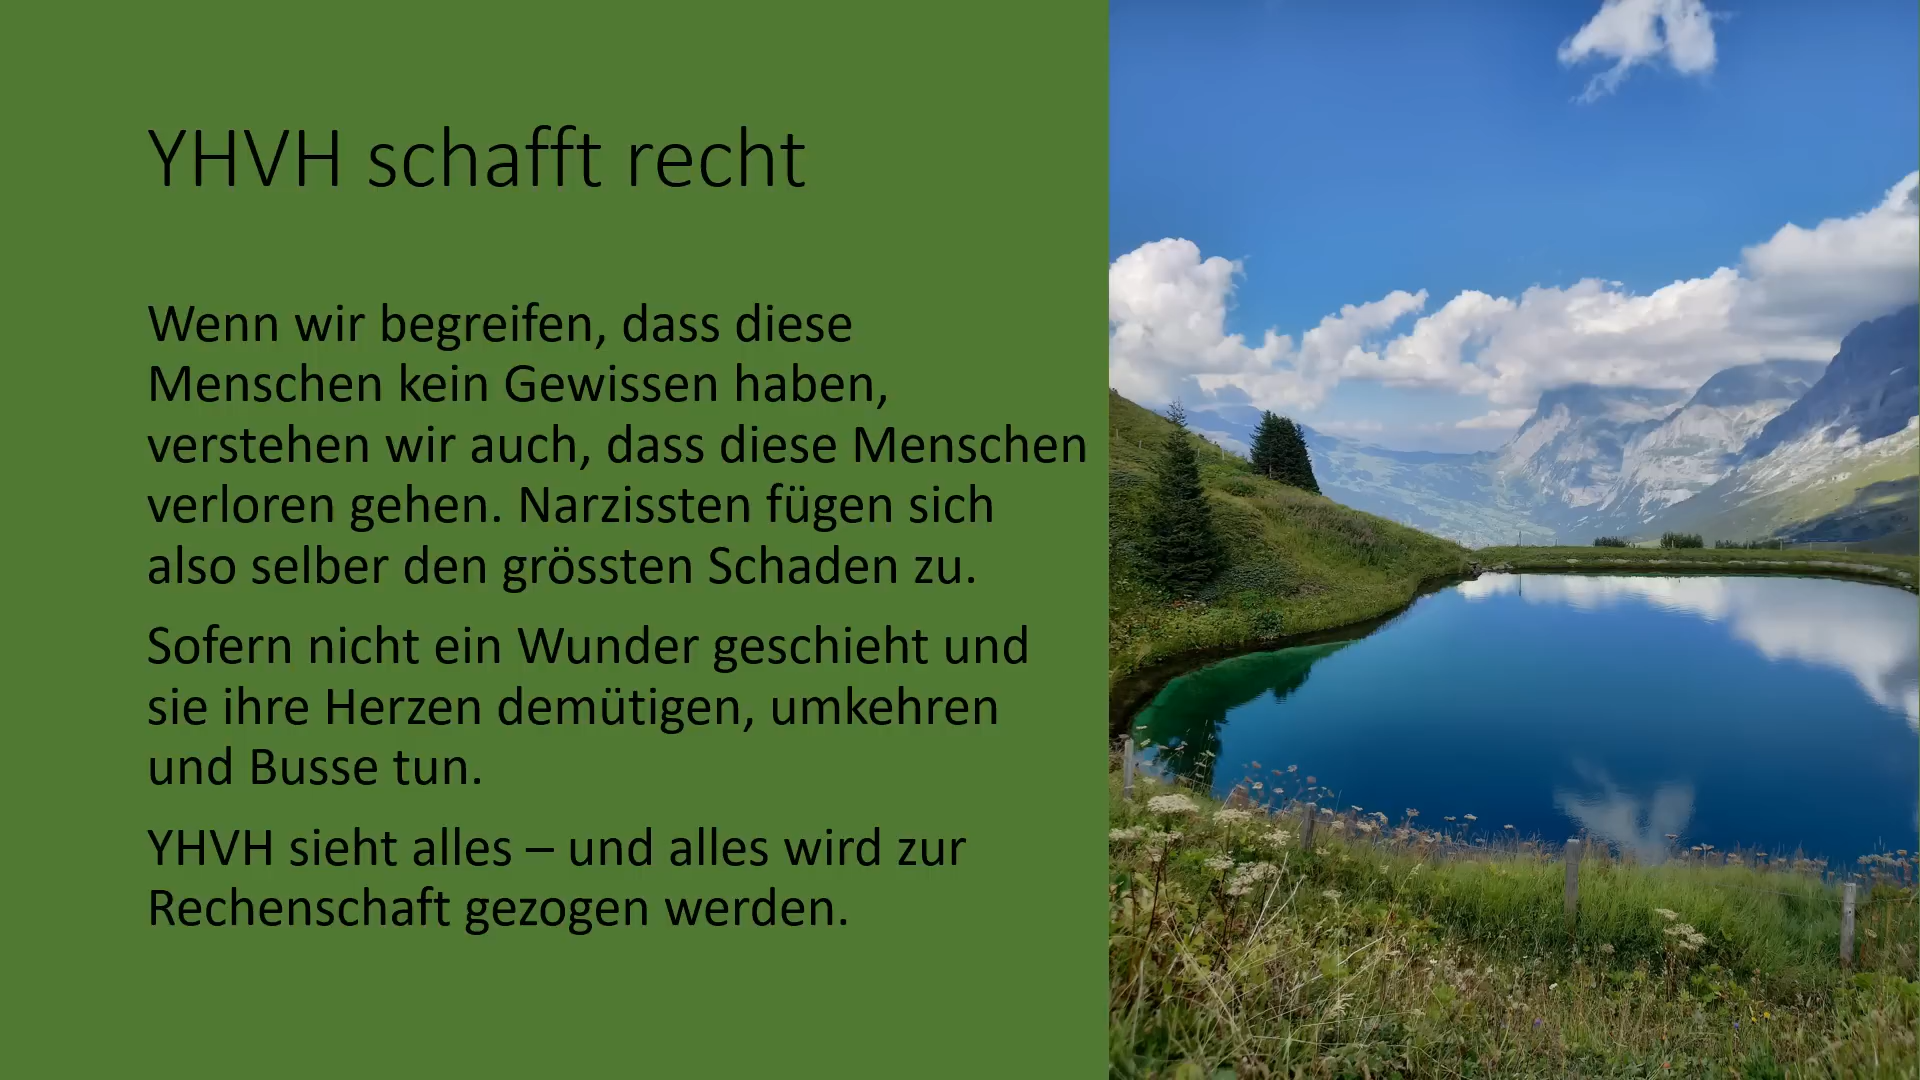 YHVH schafft recht
Wenn wir begreifen, dass diese
Menschen kein Gewissen haben,
verstehen wir auch, dass diese Menschen
verloren gehen. Narzissten fügen sich
also selber den grössten Schaden zu.
Sofern nicht ein Wunder geschieht und
sie ihre Herzen demütigen, umkehren
und Busse tun.
YHVH sieht alles – und alles wird zur
Rechenschaft gezogen werden.